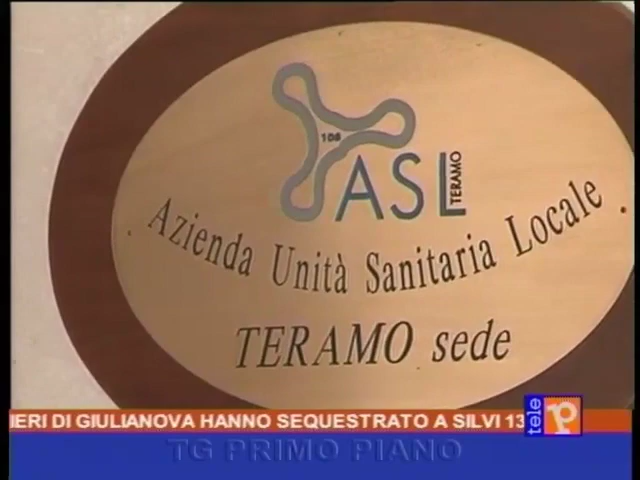 106
ASL
TERAMO
Azienda Unità Sanitaria Locale
TERAMO sede
IERI DI GIULIANOVA HANNO SEQUESTRATO A SILVI 13
tele p
TG PRIMO PIANO